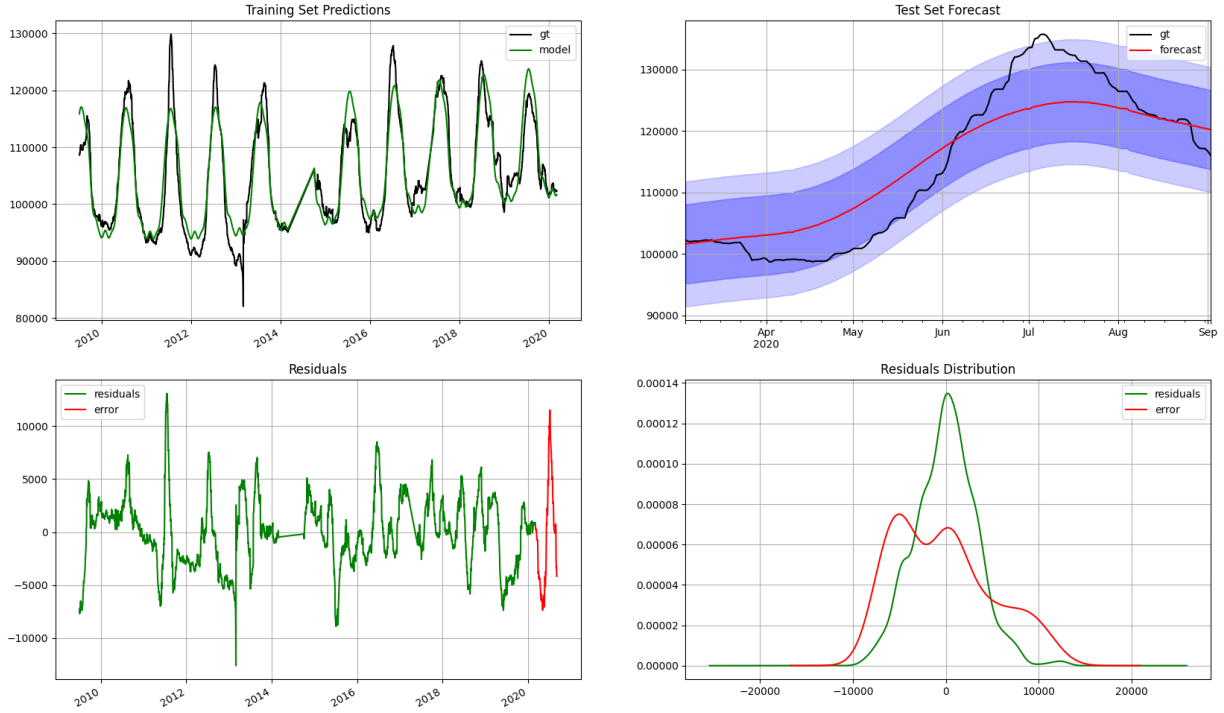 Training Set Predictions
130000
120000
110000
100000
90000
80000
gt
model
2010
2012
2014
2016
2018
2020
Test Set Forecast
130000
120000
110000
100000
90000
gt
forecast
Apr
2020
May
Jun
Jul
Aug
Sep
Residuals
10000
5000
0
−5000
−10000
residuals
error
2010
2012
2014
2016
2018
2020
Residuals Distribution
0.00014
0.00012
0.00010
0.00008
0.00006
0.00004
0.00002
0.00000
residuals
error
−20000
−10000
0
10000
20000